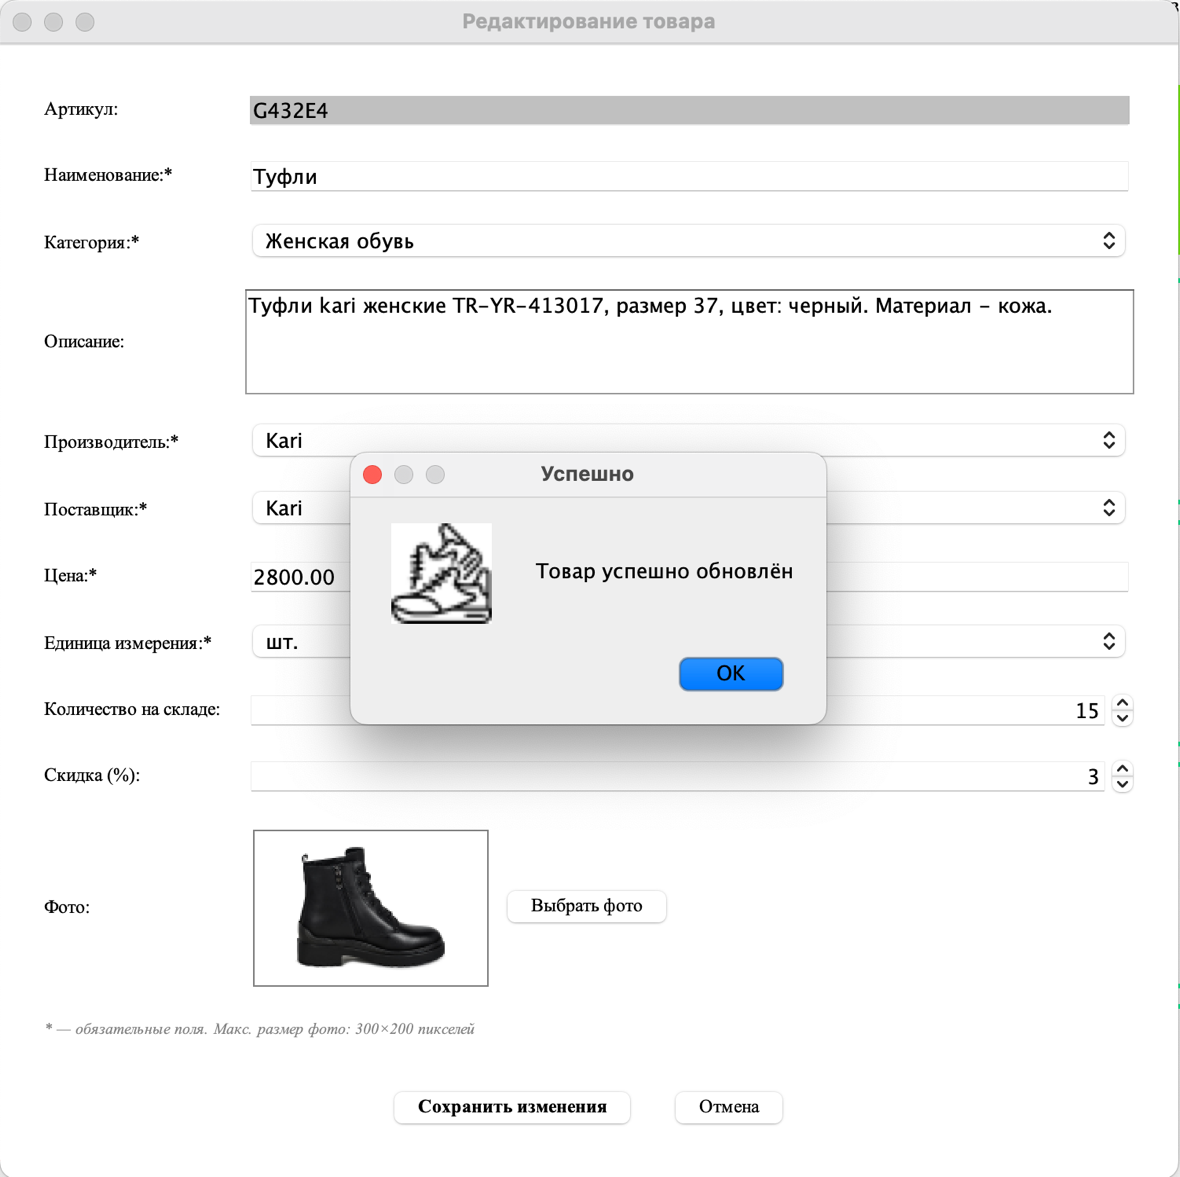 Редактирование товара
Артикул: G432E4
Наименование:* Туфли
Категория:* Женская обувь
Описание: Туфли kari женские TR-YR-413017, размер 37, цвет: черный. Материал - кожа.
Производитель:* Kari
Поставщик:* Kari
Цена:* 2800.00
Единица измерения:* шт.
Количество на складе: 15
Скидка (%): 3
Успешно
Товар успешно обновлён
OK
Фото: Выбрать фото
* — обязательные поля. Макс. размер фото: 300×200 пикселей
Сохранить изменения Отмена